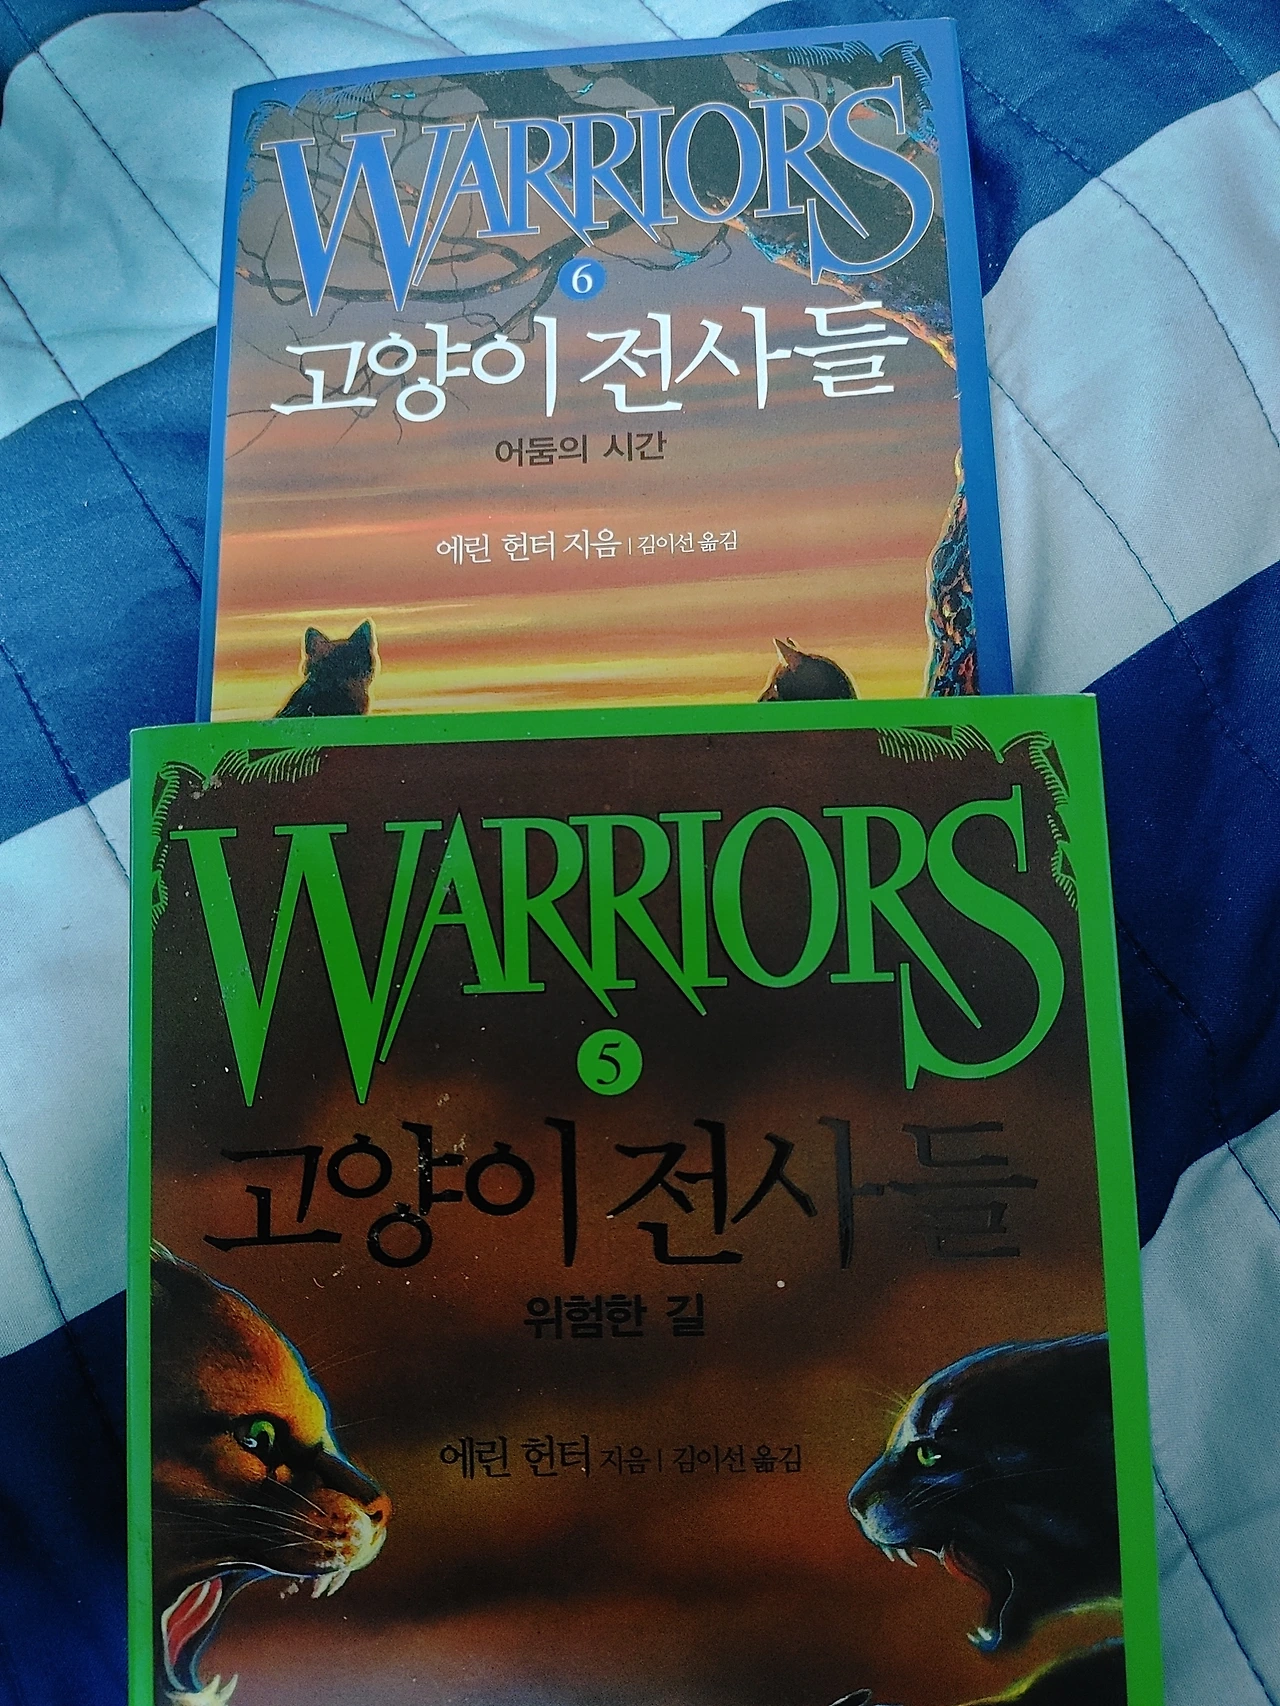 WARRIORS
6
고양이 전사들
어둠의 시간
에린 헌터 지음 | 김이선 옮김
WARRIORS
5
고양이 전사들
위험한 길
에린 헌터 지음 | 김이선 옮김